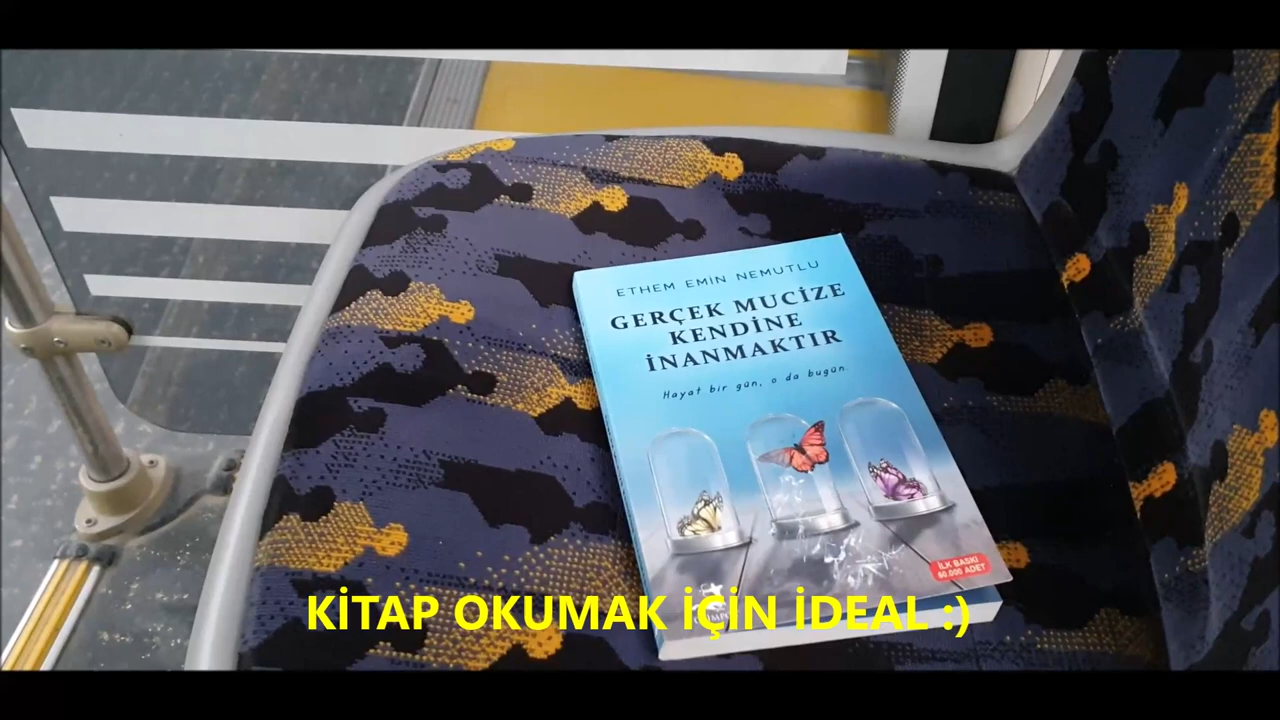 ETHEM EMİN NEMUTLU
GERÇEK MUCİZE
KENDİNE
İNANMAKTIR
Hayat bir gün, o da bugün.
İLK BASKI
60.000 ADET
KİTAP OKUMAK İÇİN İDEAL :)